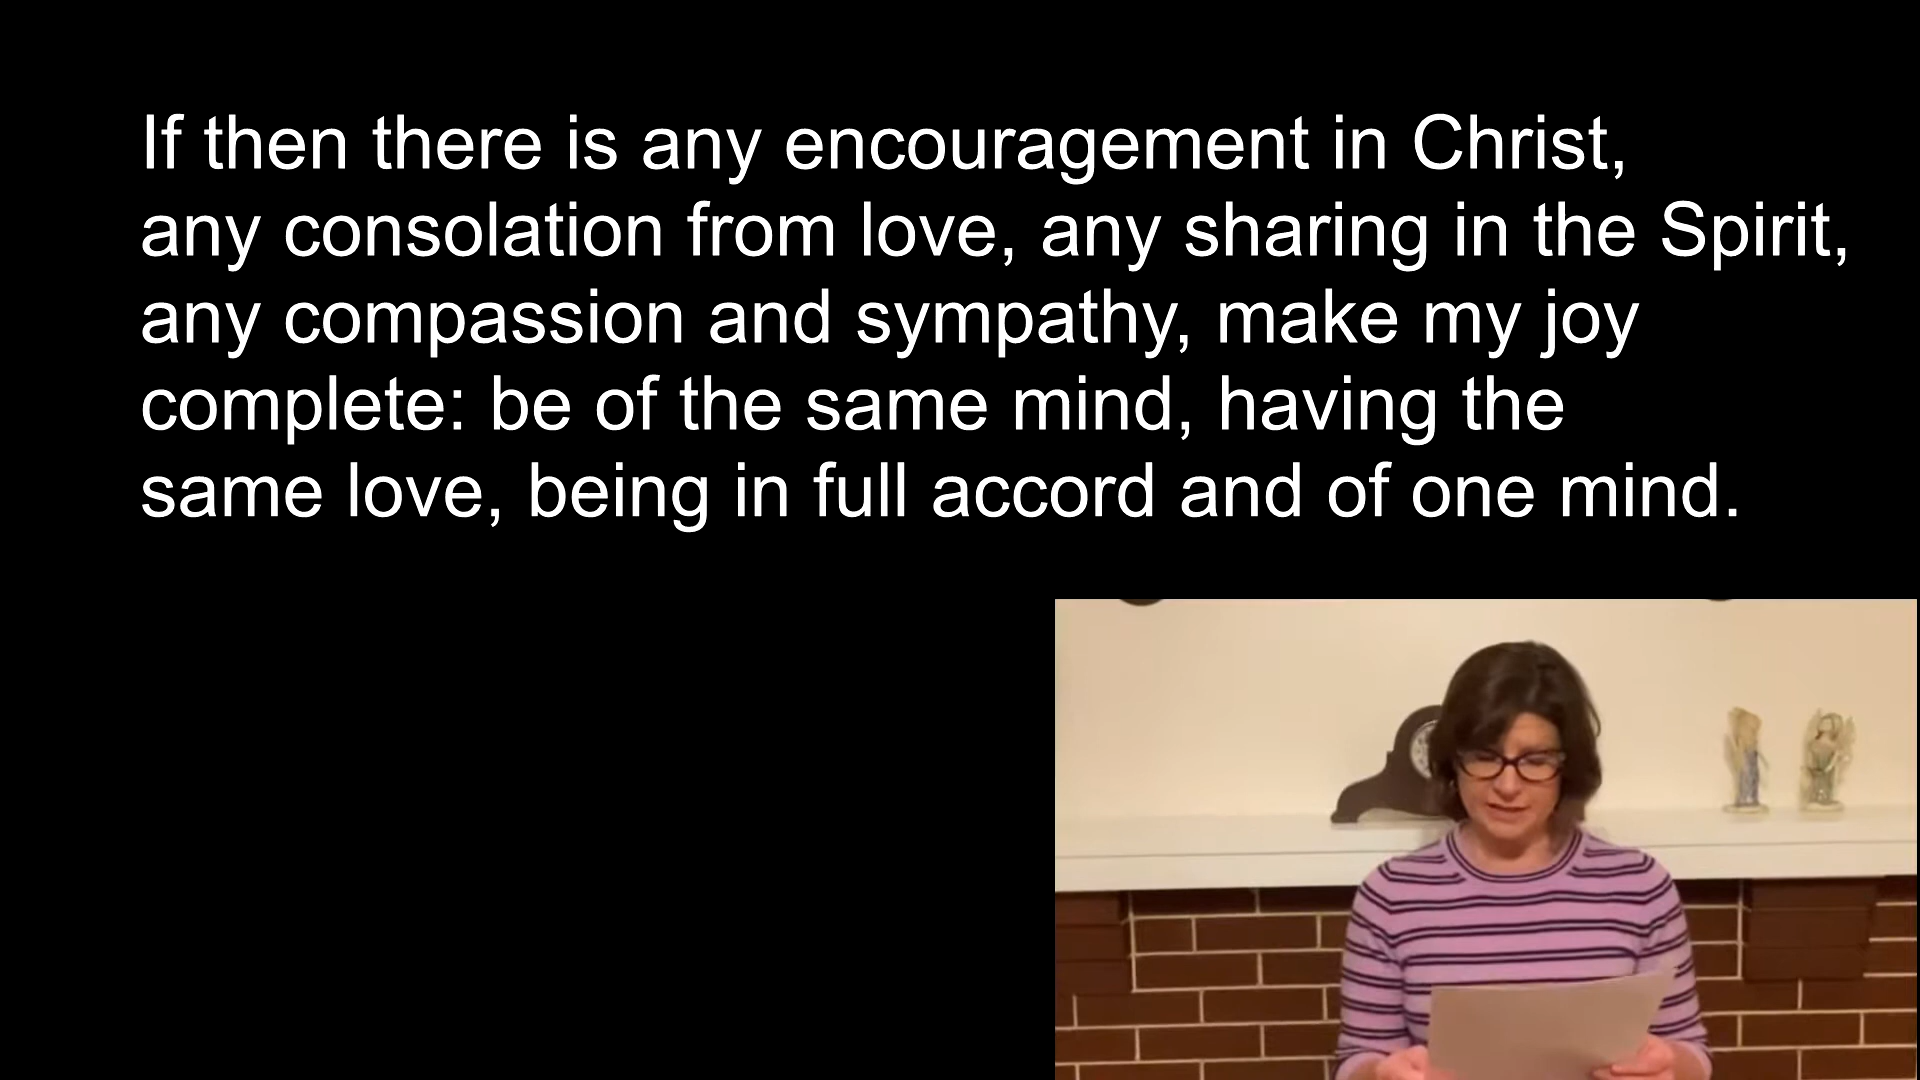 If then there is any encouragement in Christ,
any consolation from love, any sharing in the Spirit,
any compassion and sympathy, make my joy
complete: be of the same mind, having the
same love, being in full accord and of one mind.